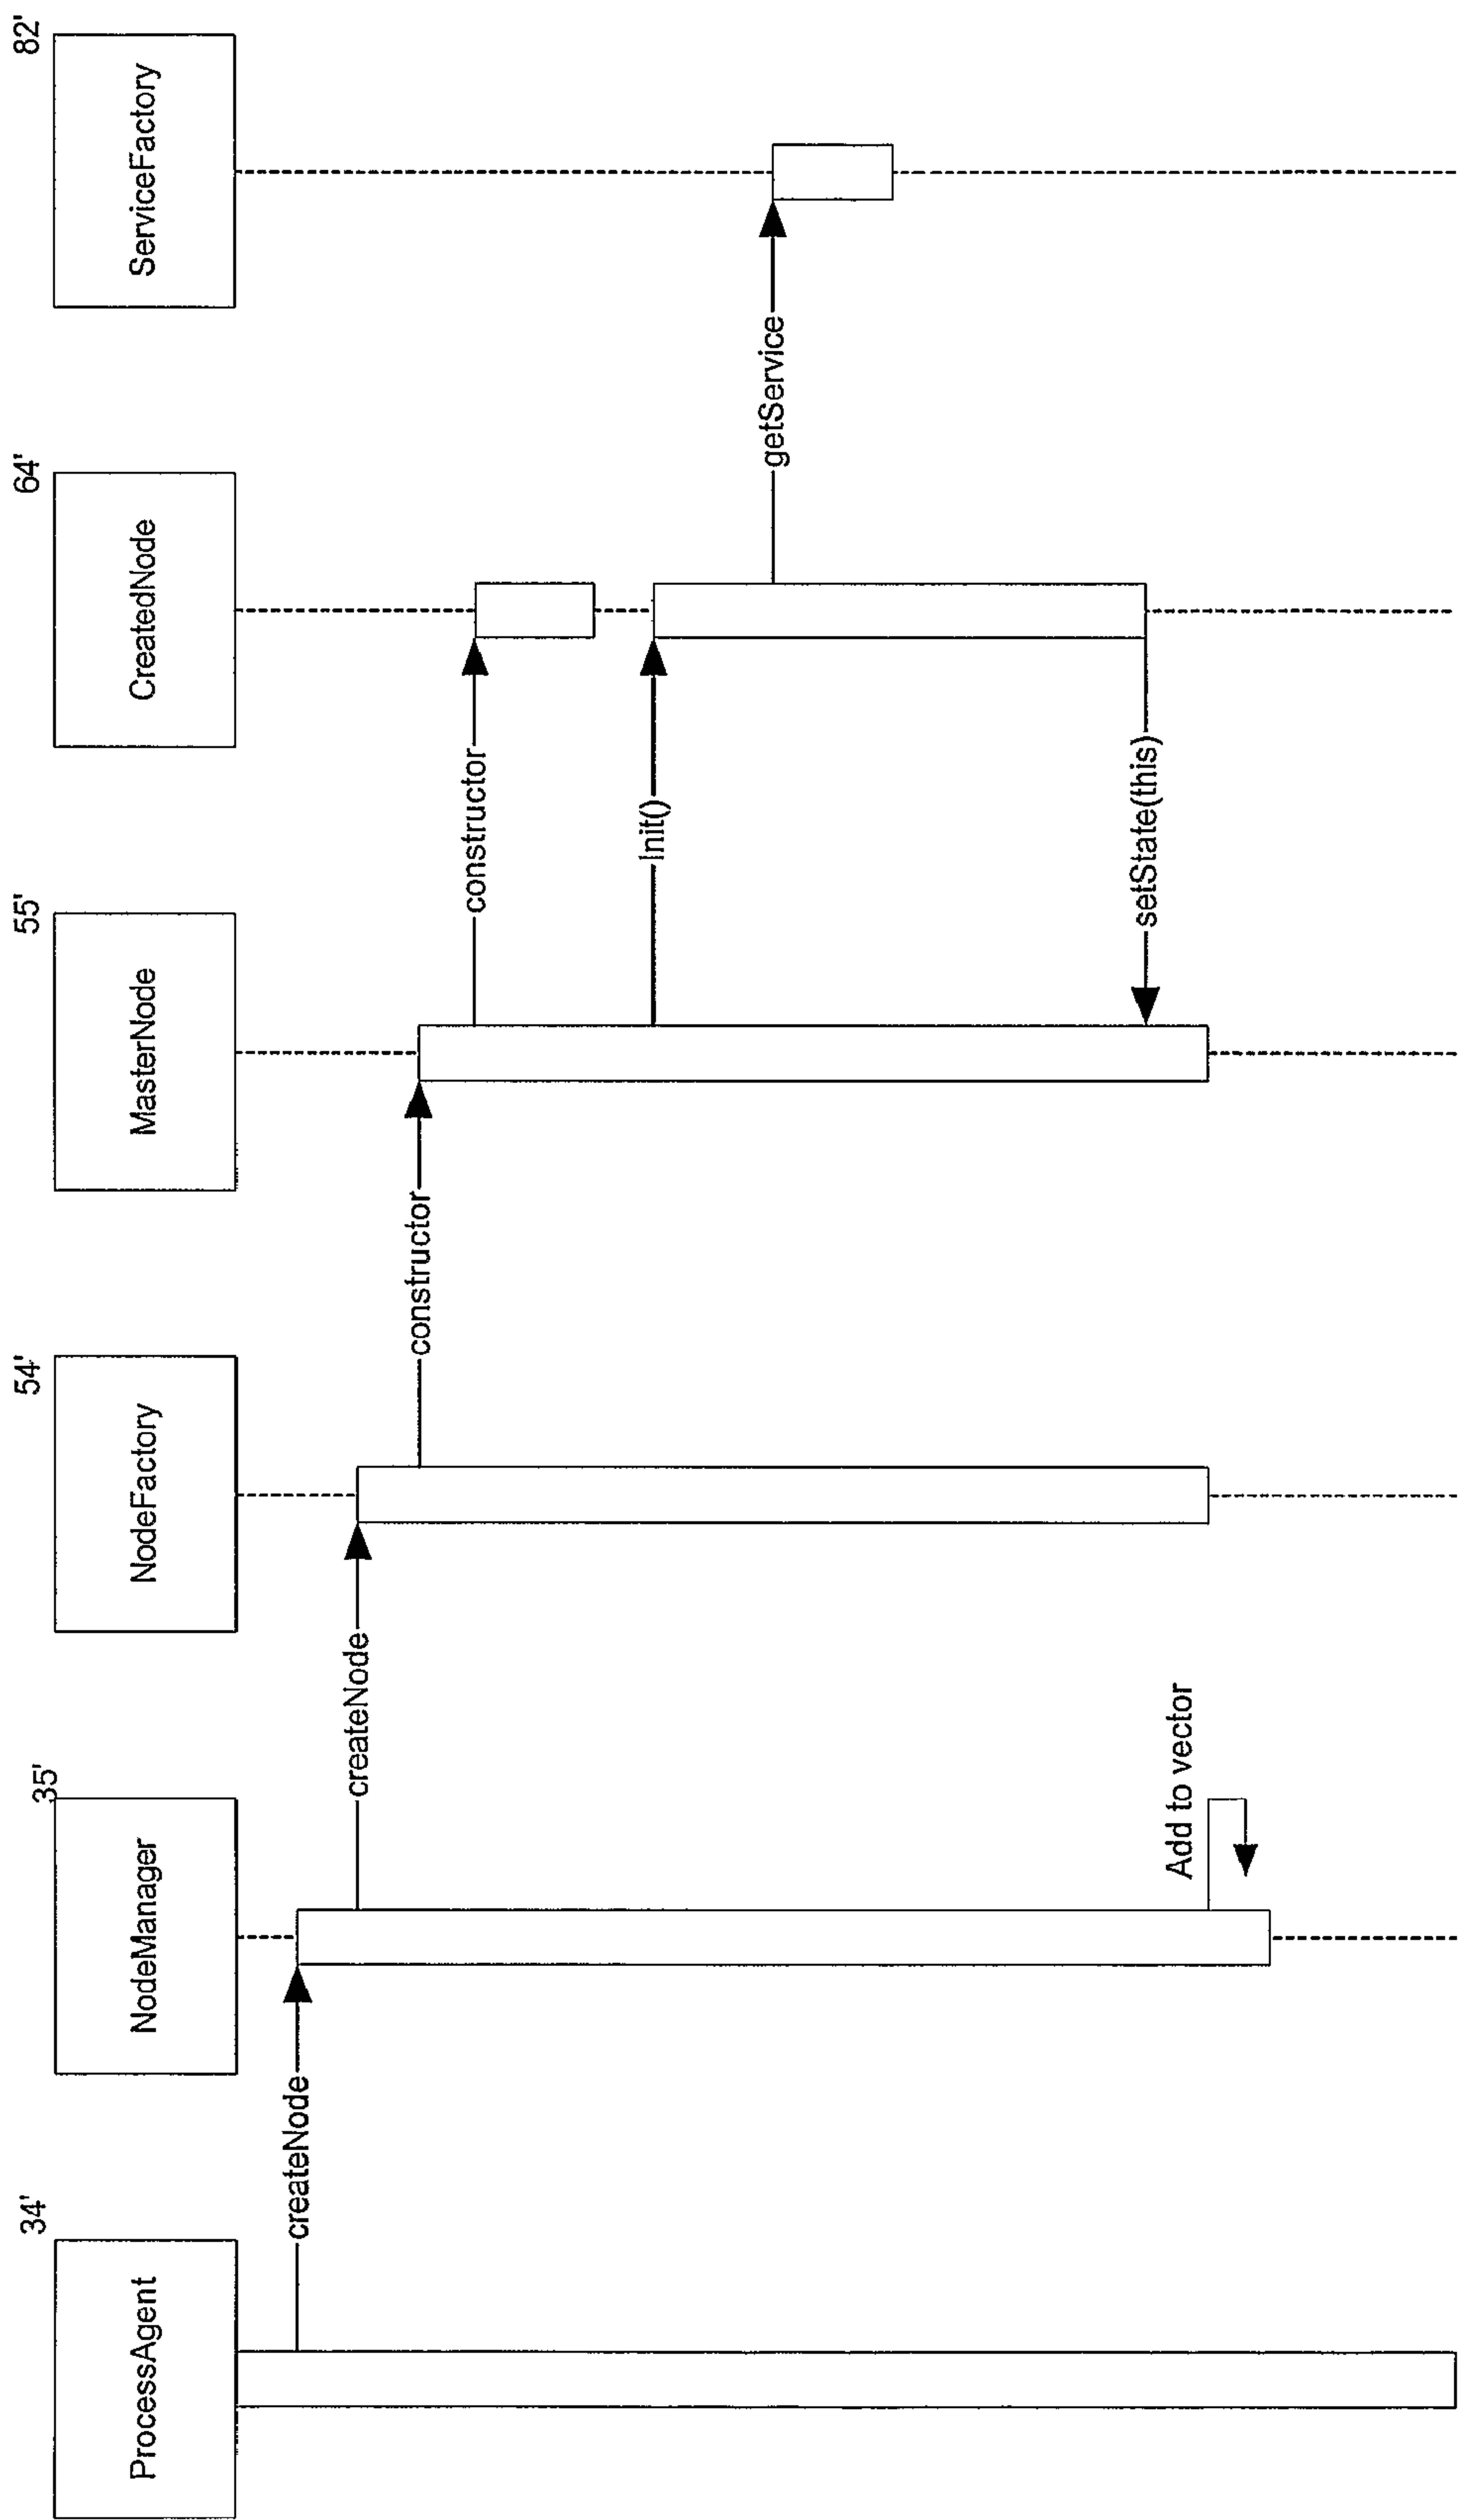 34'
35'
54'
55'
64'
82'
ProcessAgent
NodeManager
NodeFactory
MasterNode
CreatedNode
ServiceFactory
createNode
createNode
constructor
constructor
Init()
getService
setState(this)
Add to vector